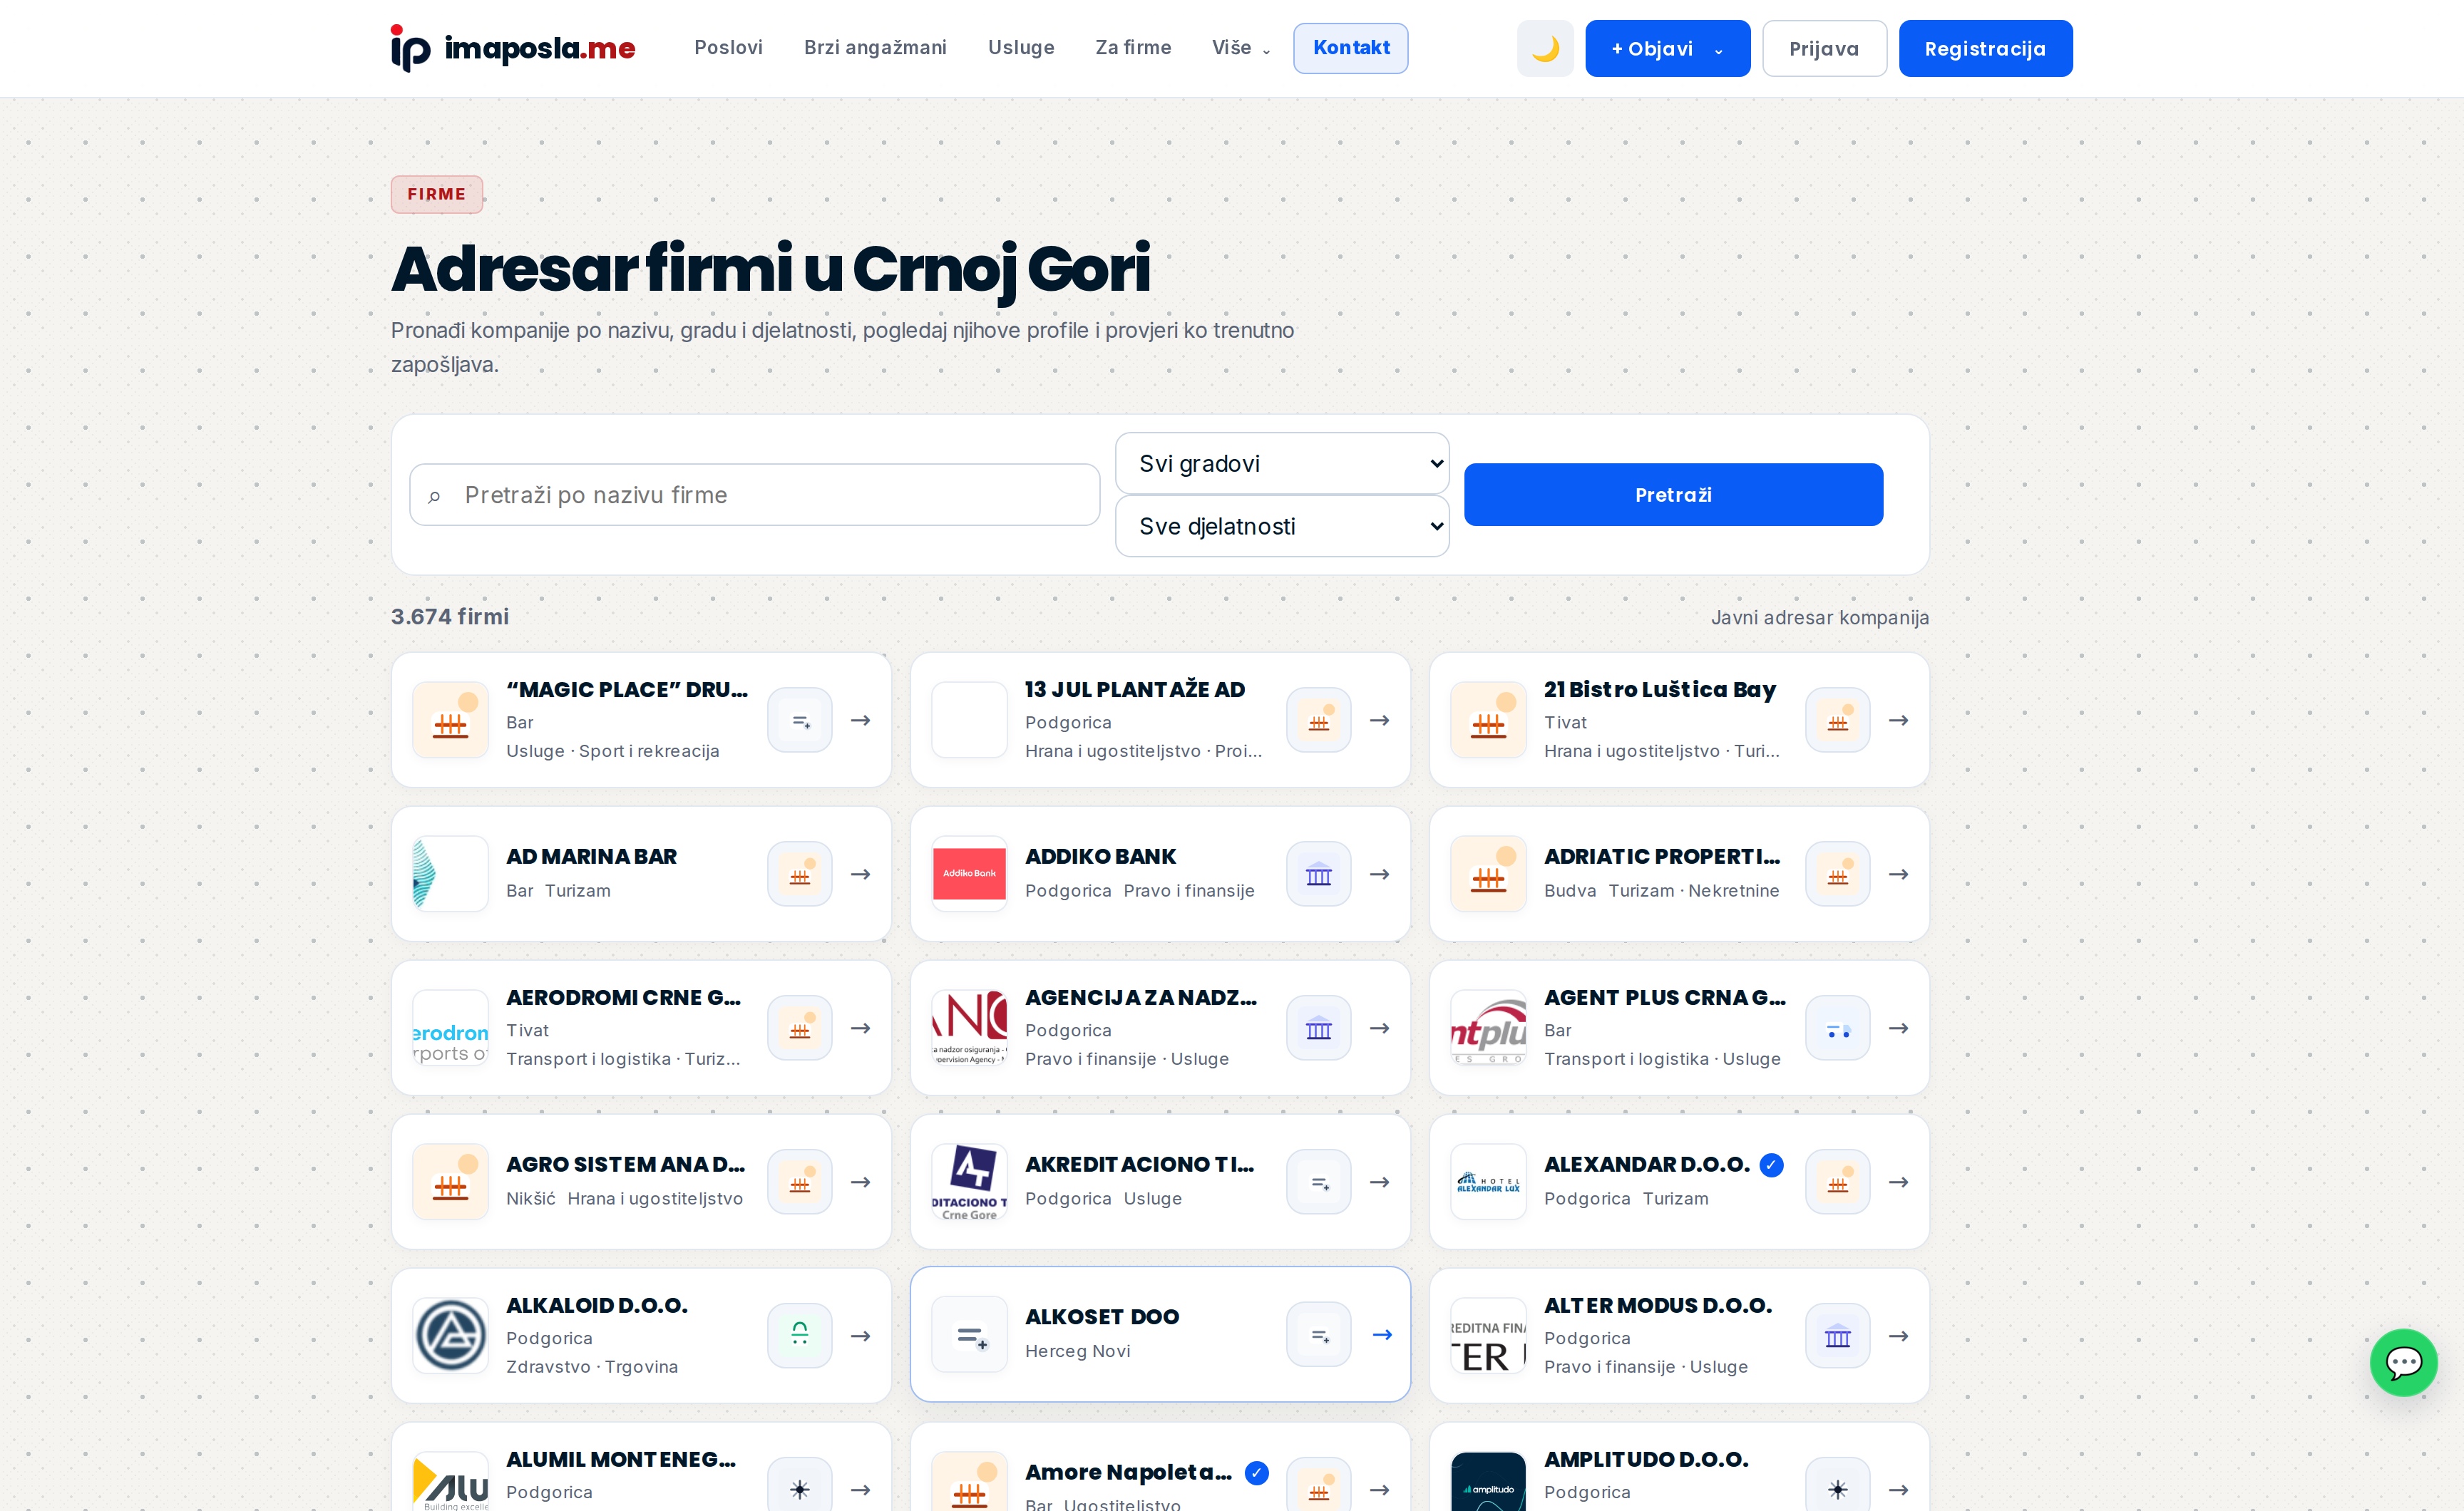 imaposla.me
Poslovi
Brzi angažmani
Usluge
Za firme
Više
Kontakt
+ Objavi
Prijava
Registracija
FIRME
Adresar firmi u Crnoj Gori
Pronađi kompanije po nazivu, gradu i djelatnosti, pogledaj njihove profile i provjeri ko trenutno
zapošljava.
Pretraži po nazivu firme
Svi gradovi
Sve djelatnosti
Pretraži
3.674 firmi
Javni adresar kompanija
“MAGIC PLACE” DRU...
Bar
Usluge · Sport i rekreacija
13 JUL PLANTAŽE AD
Podgorica
Hrana i ugostiteljstvo · Proi...
21 Bistro Luštica Bay
Tivat
Hrana i ugostiteljstvo · Turi...
AD MARINA BAR
Bar Turizam
Addiko Bank
ADDIKO BANK
Podgorica Pravo i finansije
ADRIATIC PROPERTI...
Budva Turizam · Nekretnine
AERODROMI CRNE G...
Tivat
Transport i logistika · Turiz...
AGENCIJA ZA NADZ...
Podgorica
Pravo i finansije · Usluge
AGENT PLUS CRNA G...
Bar
Transport i logistika · Usluge
AGRO SISTEM ANA D...
Nikšić Hrana i ugostiteljstvo
DITACIONO T
Crne Gore
AKREDITACIONO TI...
Podgorica Usluge
HOTEL
ALEXANDAR LUX
ALEXANDAR D.O.O.
Podgorica Turizam
ALKALOID D.O.O.
Podgorica
Zdravstvo · Trgovina
ALKOSET DOO
Herceg Novi
ALTER MODUS D.O.O.
Podgorica
Pravo i finansije · Usluge
Alu
Building excelle
ALUMIL MONTENEG...
Podgorica
Amore Napoleta...
Bar Ugostiteljstvo
amplitudo
AMPLITUDO D.O.O.
Podgorica